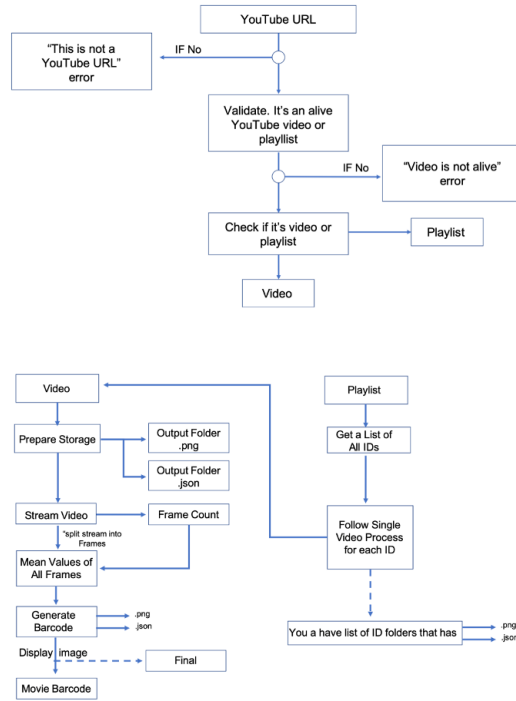 YouTube URL
IF No
“This is not a
YouTube URL”
error
Validate. It’s an alive
YouTube video or
playllist
IF No
“Video is not alive”
error
Check if it’s video or
playlist
Playlist
Video
Video
Prepare Storage
Output Folder
.png
Output Folder
.json
Stream Video
Frame Count
*split stream into
Frames
Mean Values of
All Frames
Generate
Barcode
.png
.json
Display image
Final
Movie Barcode
Playlist
Get a List of
All IDs
Follow Single
Video Process
for each ID
You a have list of ID folders that has
.png
.json